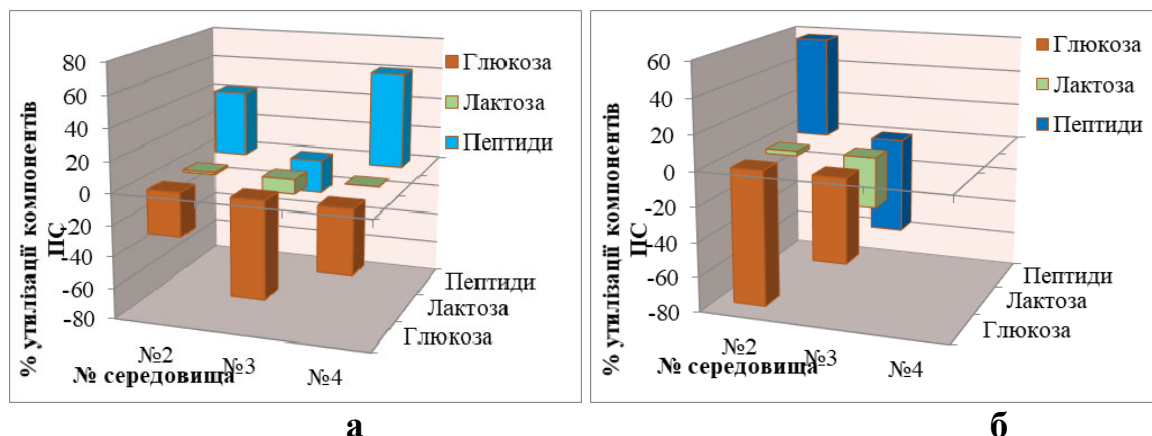 80
60
40
20
0
-20
-40
-60
-80
% утилізації компонентів
ПС
№2
№3
№4
№ середовища
Глюкоза
Лактоза
Пептиди
Пептиди
Лактоза
Глюкоза
а
60
40
20
0
-20
-40
-60
-80
% утилізації компонентів
ПС
№2
№3
№4
№ середовища
Глюкоза
Лактоза
Пептиди
Пептиди
Лактоза
Глюкоза
б